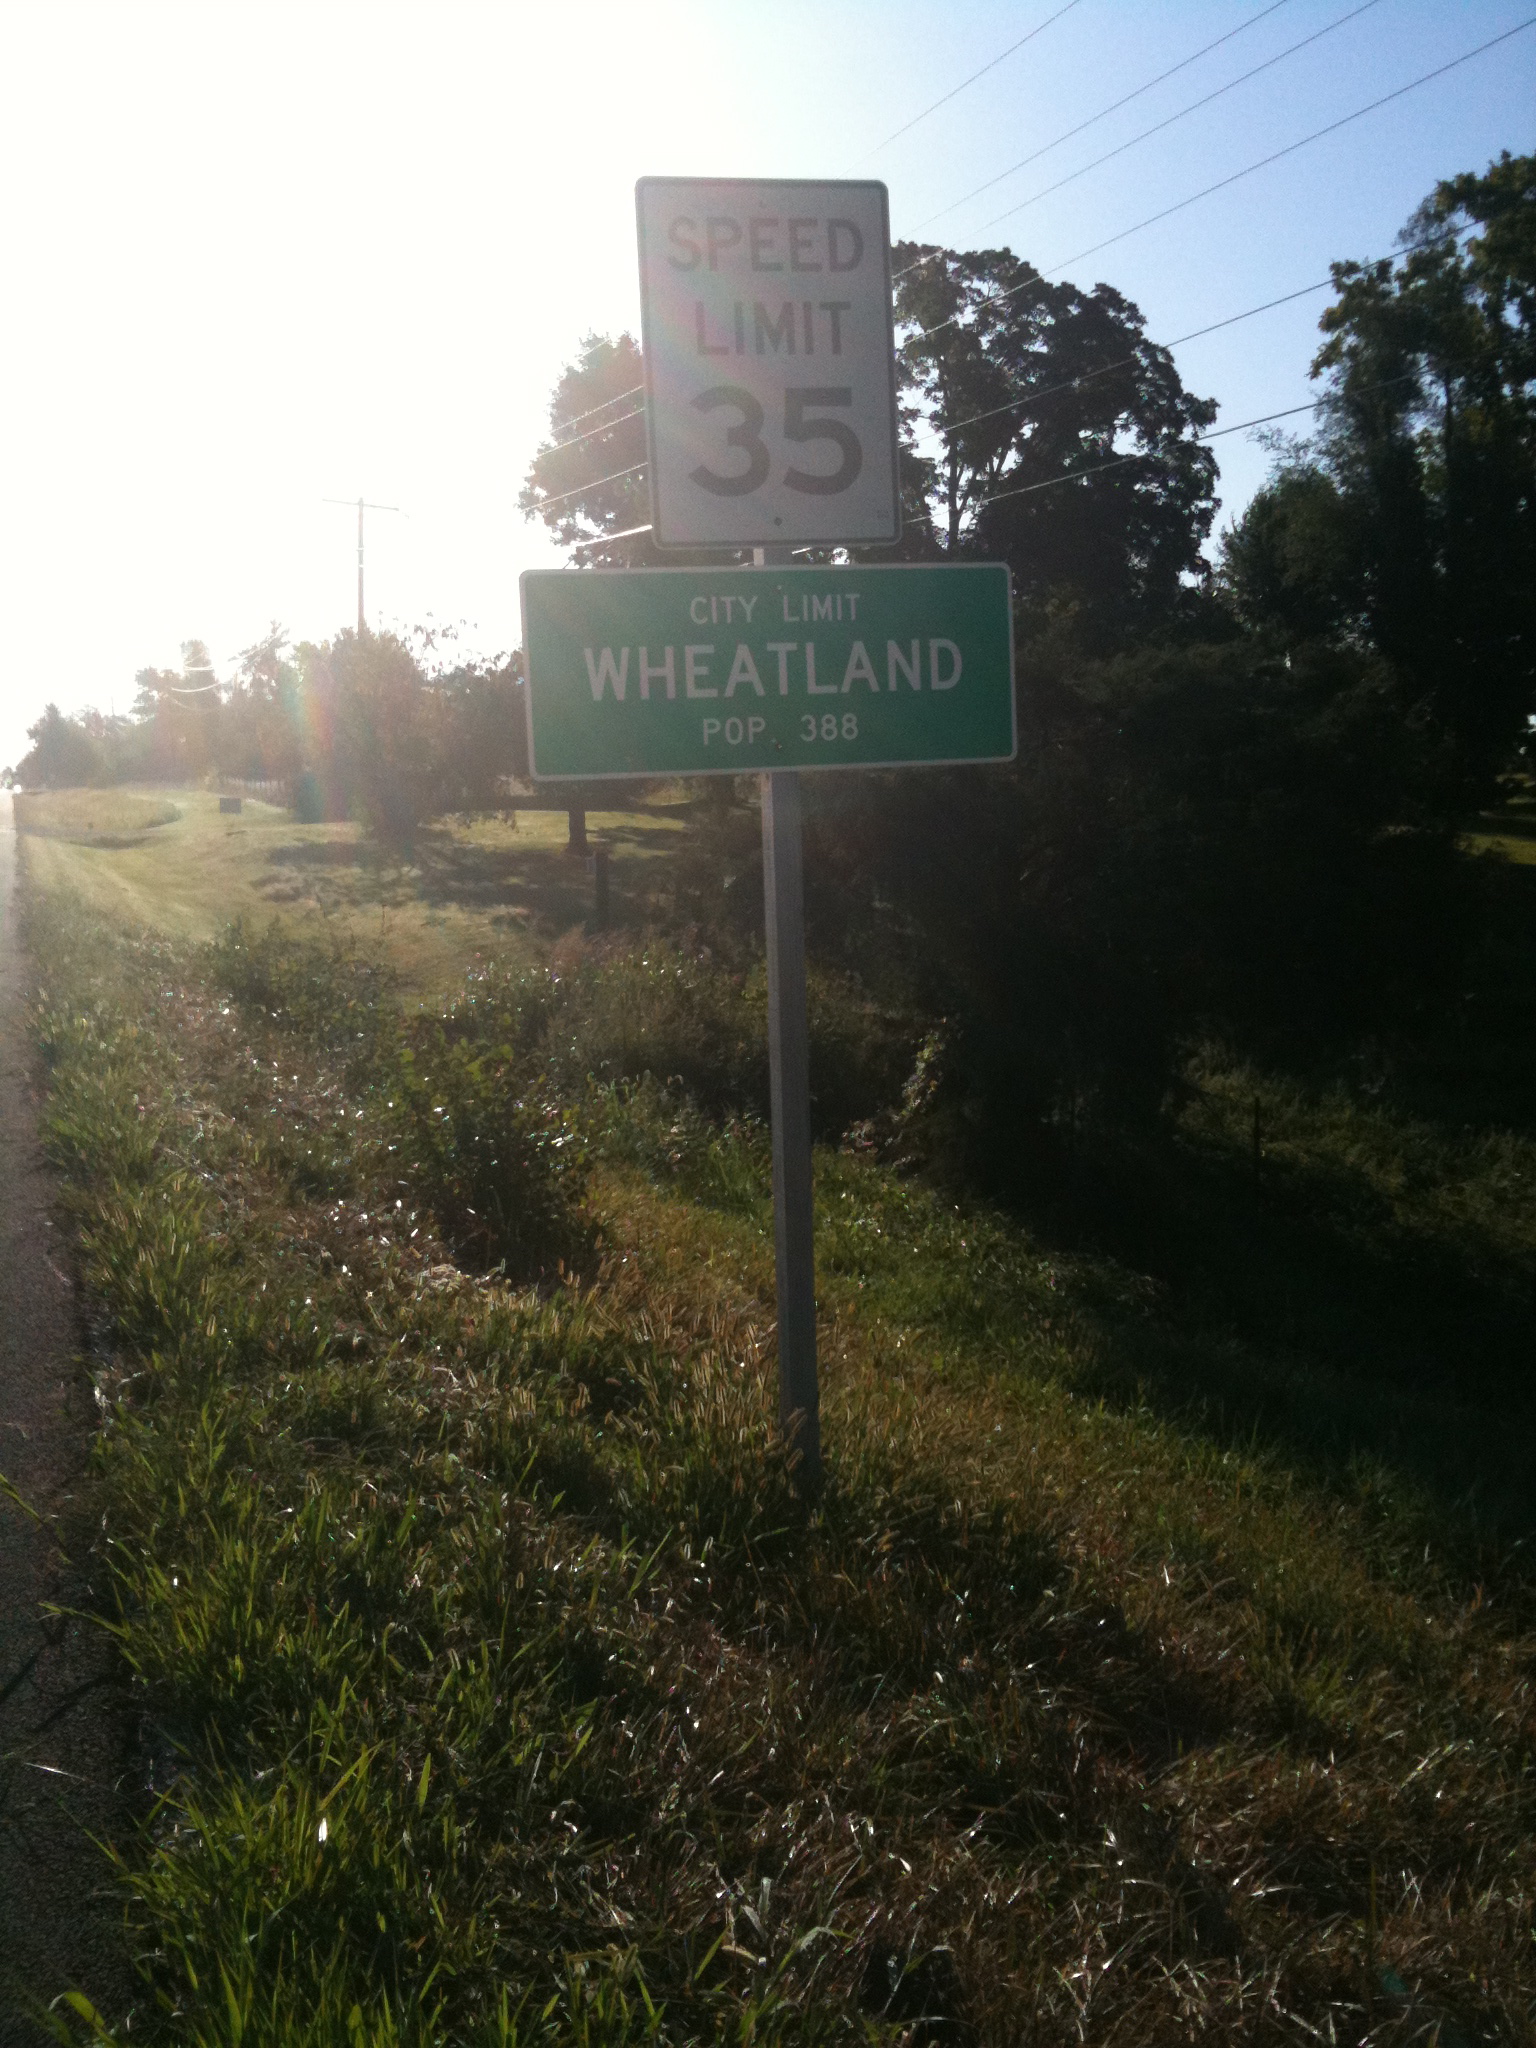 SPEED
LIMIT
35
CITY LIMIT
WHEATLAND
POP. 388